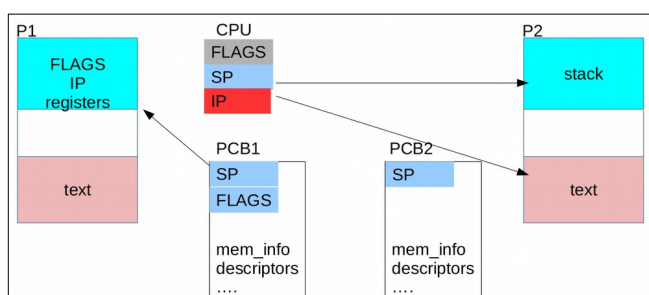 P1
CPU
P2
FLAGS
IP
registers
FLAGS
SP
IP
stack
PCB1
PCB2
text
SP
FLAGS
SP
text
mem_info
descriptors
....
mem_info
descriptors
....